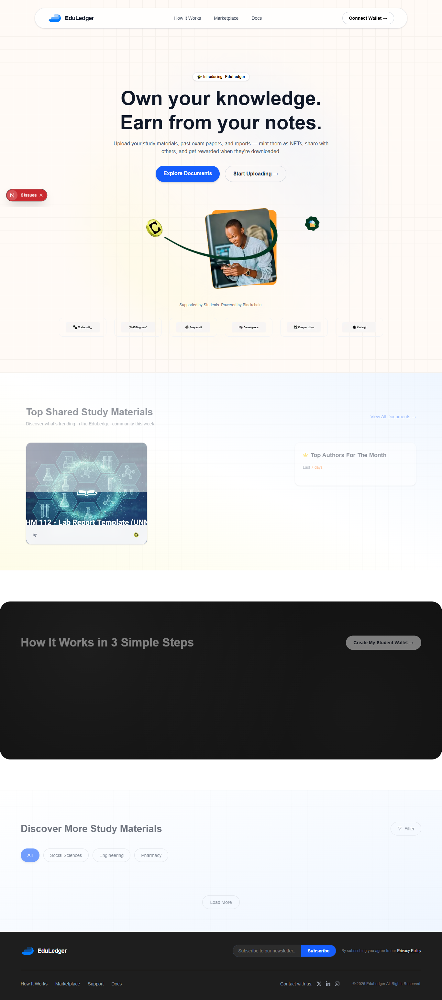 EduLedger
How It Works
Marketplace
Docs
Connect Wallet →
Introducing EduLedger
Own your knowledge.
Earn from your notes.
Upload your study materials, past exam papers, and reports — mint them as NFTs, share with
others, and get rewarded when they're downloaded.
Explore Documents
Start Uploading →
N 6 Issues ×
C
Supported by Students. Powered by Blockchain.
Codecraft_
45 Degrees°
Frequencii
Convergence
Kintsugi
Top Shared Study Materials
Discover what's trending in the EduLedger community this week.
View All Documents →
HM 112 - Lab Report Template (UNN
by
Top Authors For The Month
Last 7 days
How It Works in 3 Simple Steps
Create My Student Wallet →
Discover More Study Materials
Filter
All
Social Sciences
Engineering
Pharmacy
Load More
EduLedger
Subscribe to our newsletter...
Subscribe
By subscribing you agree to our Privacy Policy
How It Works
Marketplace
Support
Docs
Contact with us:
© 2026 EduLedger All Rights Reserved.